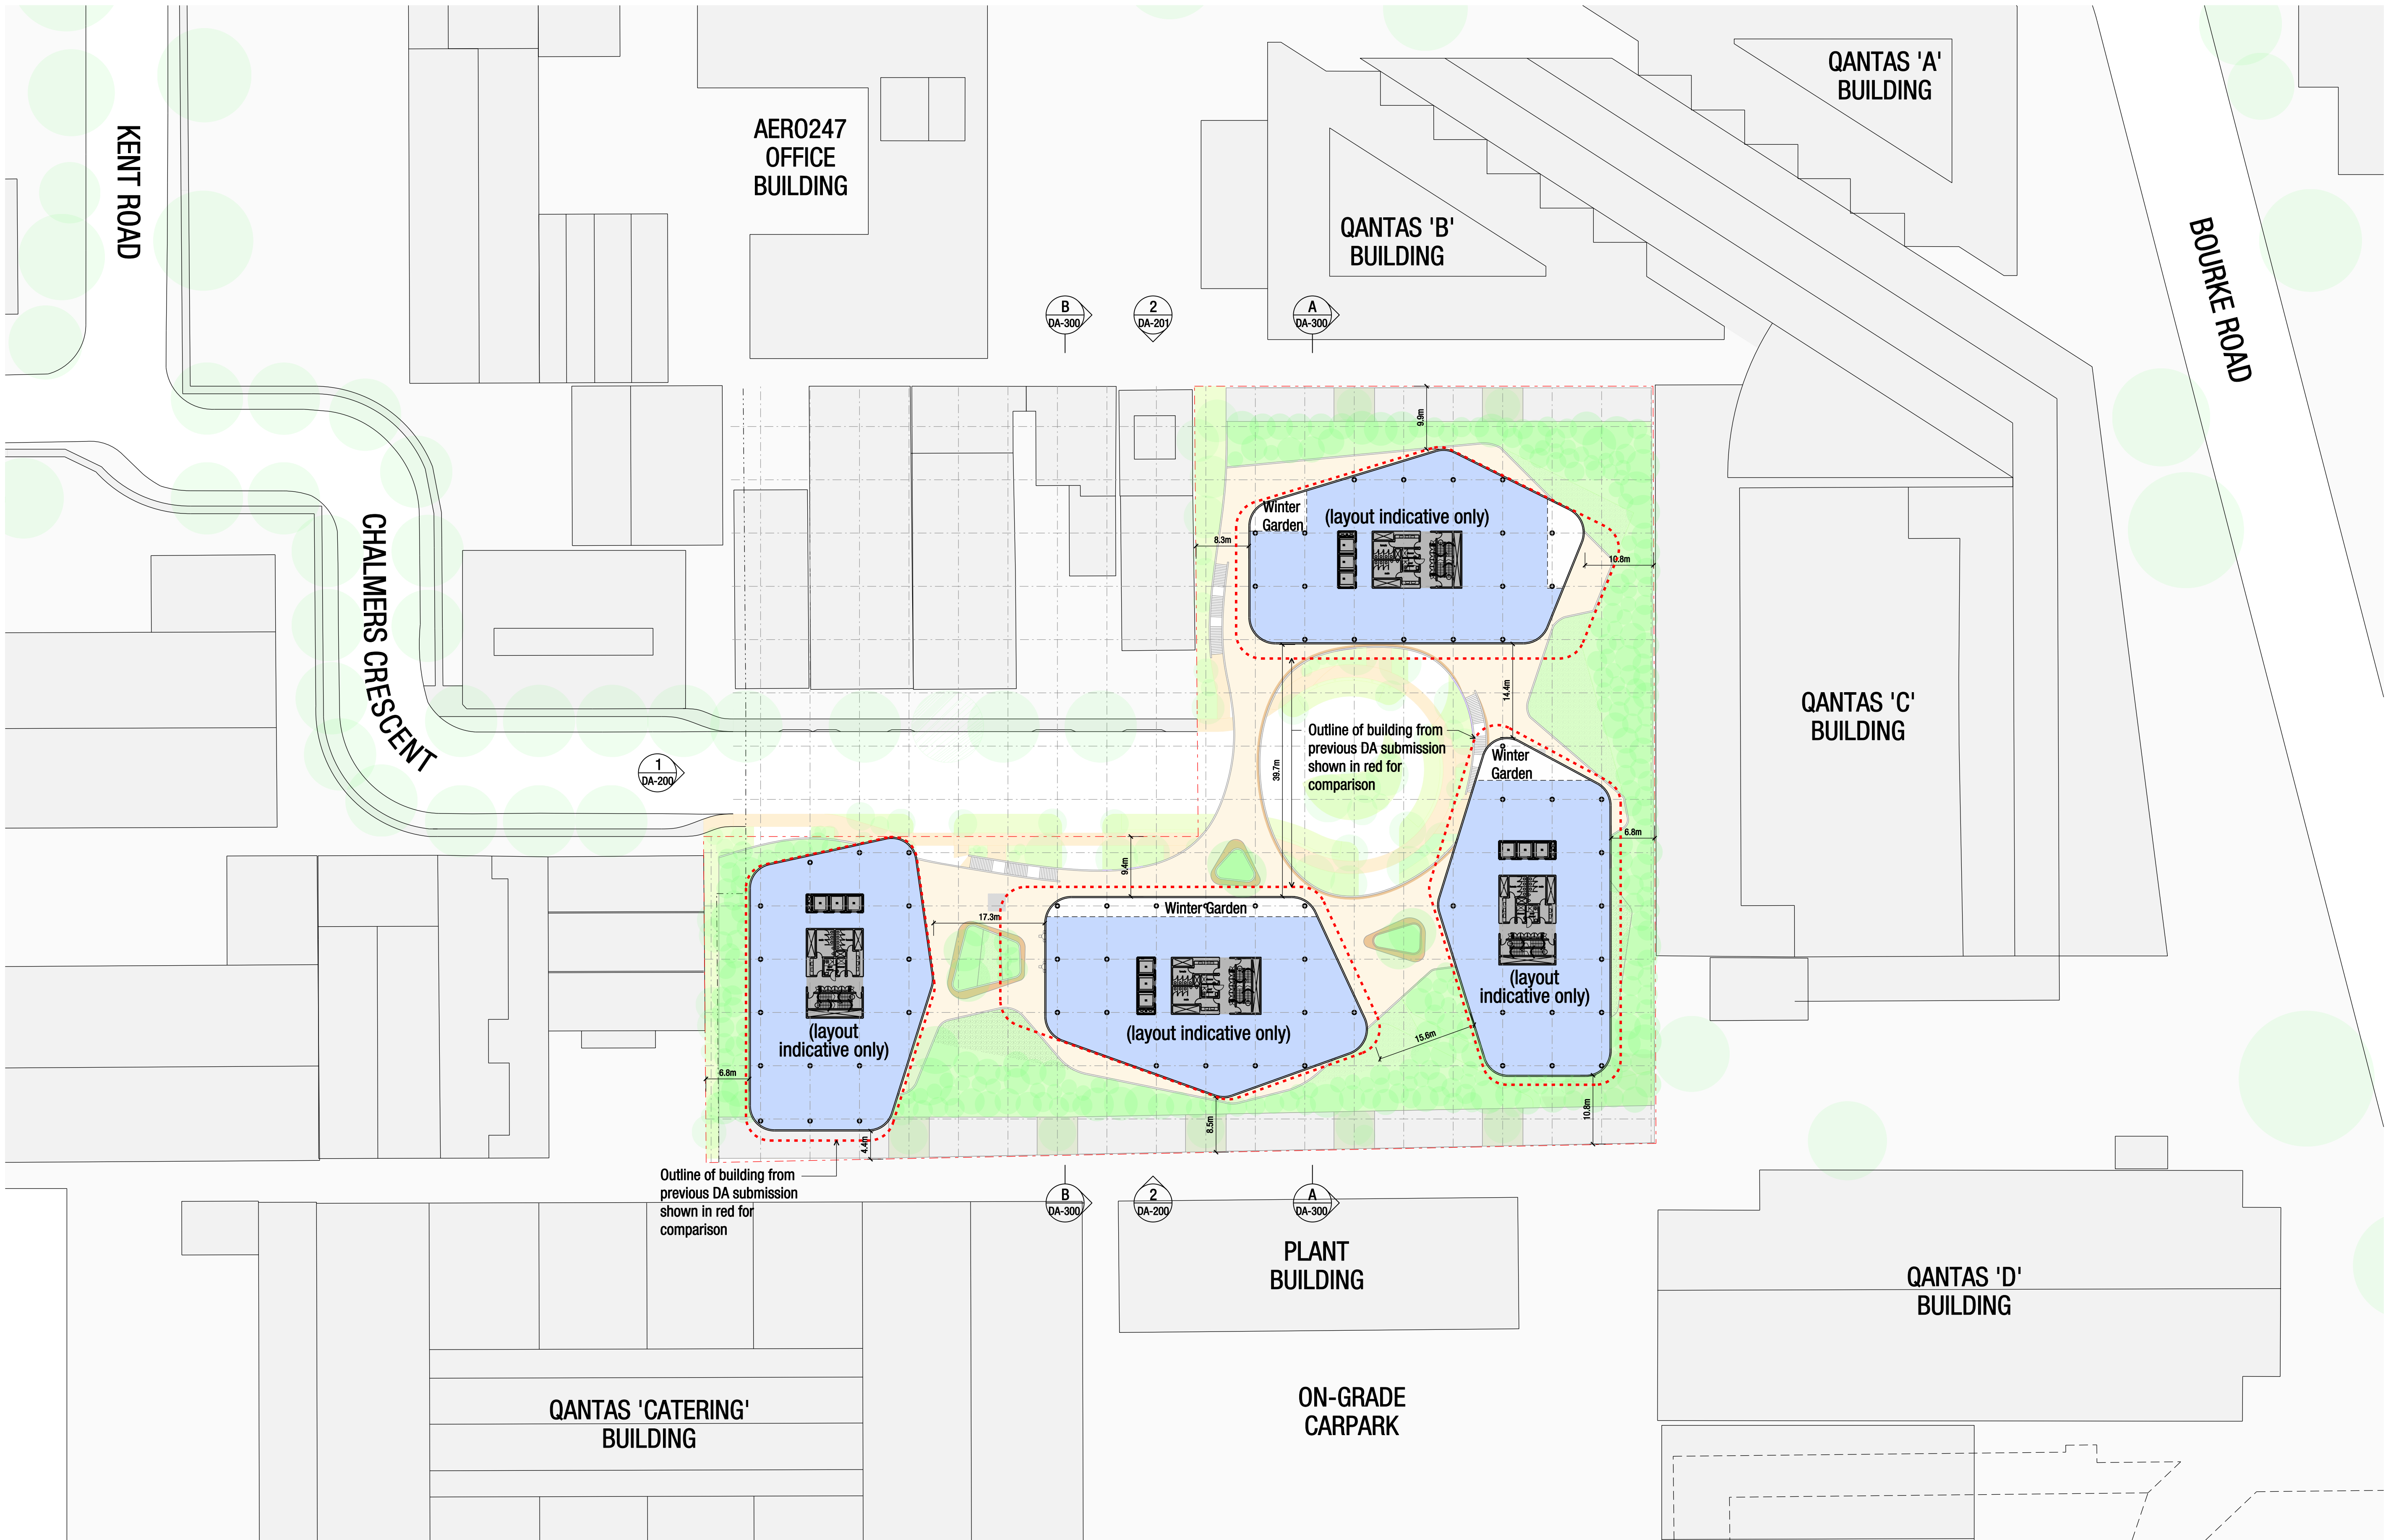 QANTAS 'A'
BUILDING
KENT ROAD
AERO247
OFFICE
BUILDING
QANTAS 'B'
BUILDING
BOURKE ROAD
B
DA-300
2
DA-201
A
DA-300
9.9m
Winter
Garden
(layout indicative only)
8.3m
10.8m
CHALMERS CRESCENT
14.4m
QANTAS 'C'
BUILDING
Outline of building from
previous DA submission
shown in red for
comparison
39.7m
Winter
Garden
1
DA-200
6.8m
9.4m
Winter Garden
17.3m
(layout
indicative only)
(layout indicative only)
(layout
indicative only)
15.6m
6.8m
4.4m
8.5m
10.8m
Outline of building from
previous DA submission
shown in red for
comparison
B
DA-300
2
DA-200
A
DA-300
PLANT
BUILDING
QANTAS 'D'
BUILDING
QANTAS 'CATERING'
BUILDING
ON-GRADE
CARPARK